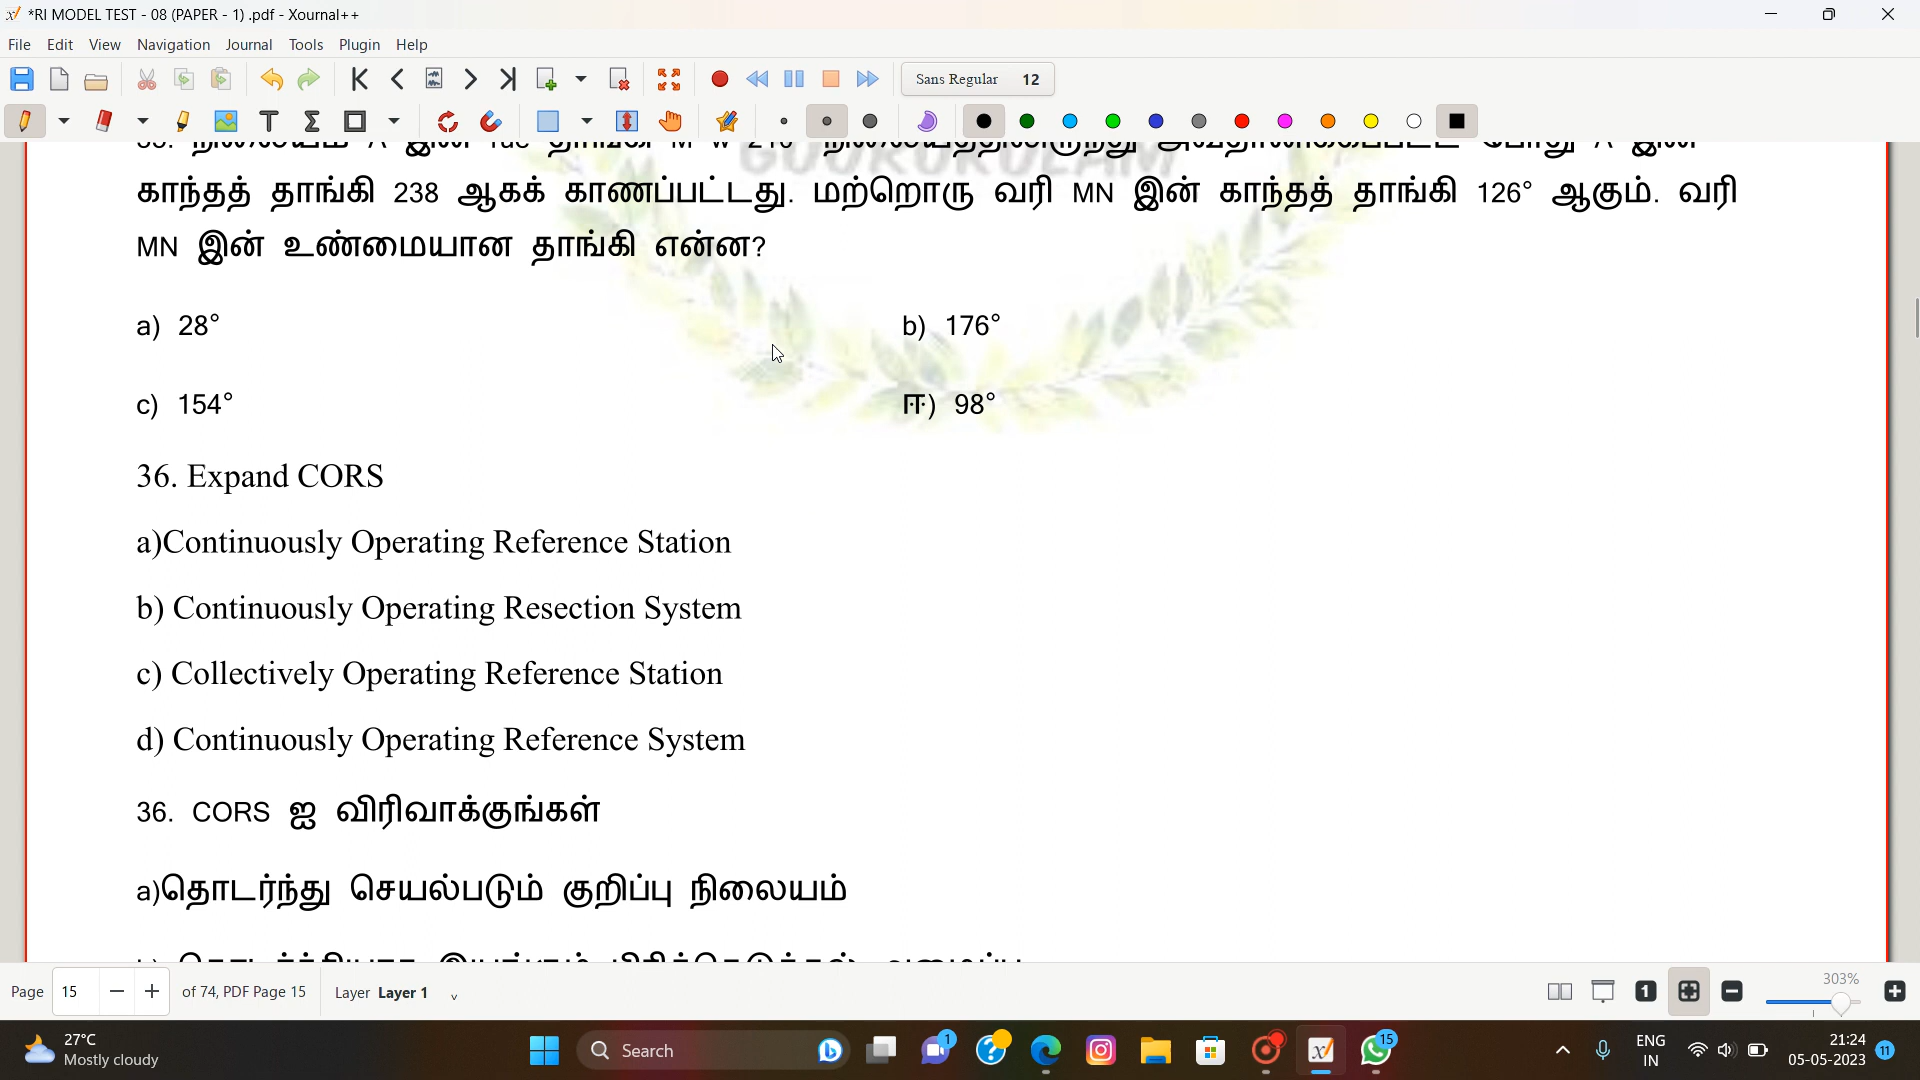 *RI MODEL TEST - 08 (PAPER - 1) .pdf - Xournal++
File Edit View Navigation Journal Tools Plugin Help
Sans Regular 12
GURUKULAM
காந்தத் தாங்கி 238 ஆகக் காணப்பட்டது. மற்றொரு வரி MN இன் காந்தத் தாங்கி 126° ஆகும். வரி
MN இன் உண்மையான தாங்கி என்ன?
a) 28° b) 176°
c) 154° ஈ) 98°
36. Expand CORS
a)Continuously Operating Reference Station
b) Continuously Operating Resection System
c) Collectively Operating Reference Station
d) Continuously Operating Reference System
36. CORS ஐ விரிவாக்குங்கள்
a)தொடர்ந்து செயல்படும் குறிப்பு நிலையம்
Page 15 of 74, PDF Page 15 Layer Layer 1 303%
27°C
Mostly cloudy
Search
1
15
ENG
IN
21:24
05-05-2023
11